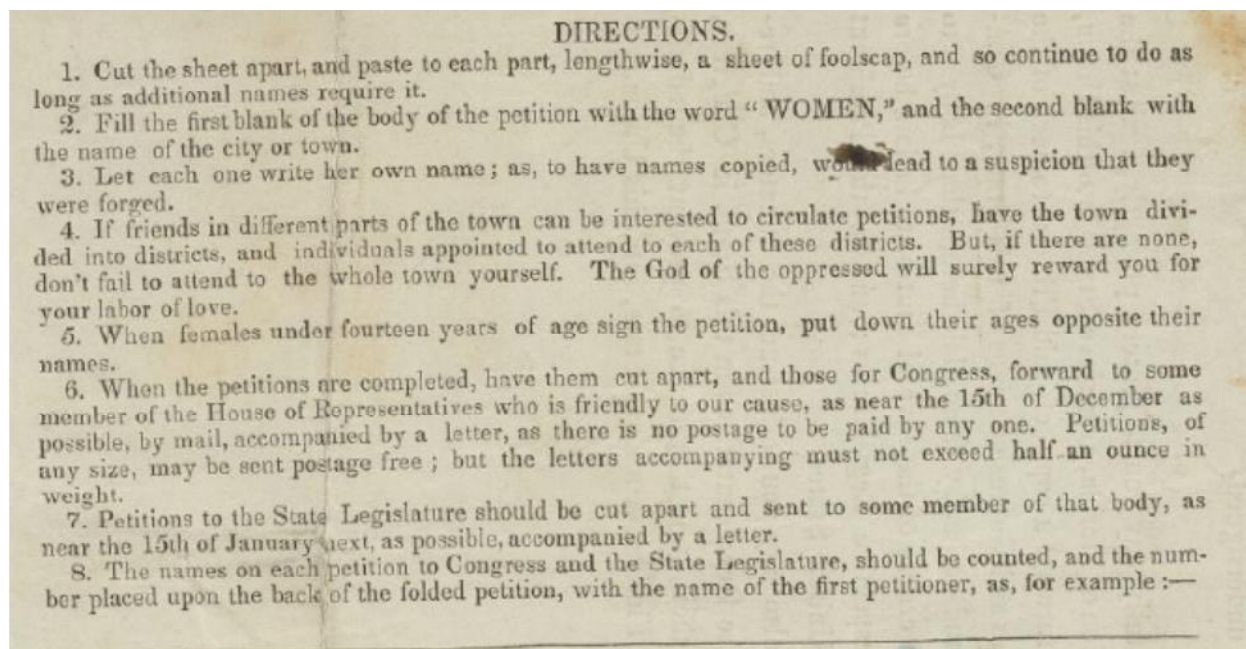 DIRECTIONS.
1. Cut the sheet apart, and paste to each part, lengthwise, a sheet of foolscap, and so continue to do as
long as additional names require it.
2. Fill the first blank of the body of the petition with the word “ WOMEN,” and the second blank with
the name of the city or town.
3. Let each one write her own name; as, to have names copied, would lead to a suspicion that they
were forged.
4. If friends in different parts of the town can be interested to circulate petitions, have the town divi-
ded into districts, and individuals appointed to attend to each of these districts. But, if there are none,
don't fail to attend to the whole town yourself. The God of the oppressed will surely reward you for
your labor of love.
5. When females under fourteen years of age sign the petition, put down their ages opposite their
names.
6. When the petitions are completed, have them cut apart, and those for Congress, forward to some
member of the House of Representatives who is friendly to our cause, as near the 15th of December as
possible, by mail, accompanied by a letter, as there is no postage to be paid by any one. Petitions, of
any size, may be sent postage free ; but the letters accompanying must not exceed half an ounce in
weight.
7. Petitions to the State Legislature should be cut apart and sent to some member of that body, as
near the 15th of January next, as possible, accompanied by a letter.
8. The names on each petition to Congress and the State Legislature, should be counted, and the num-
ber placed upon the back of the folded petition, with the name of the first petitioner, as, for example :—